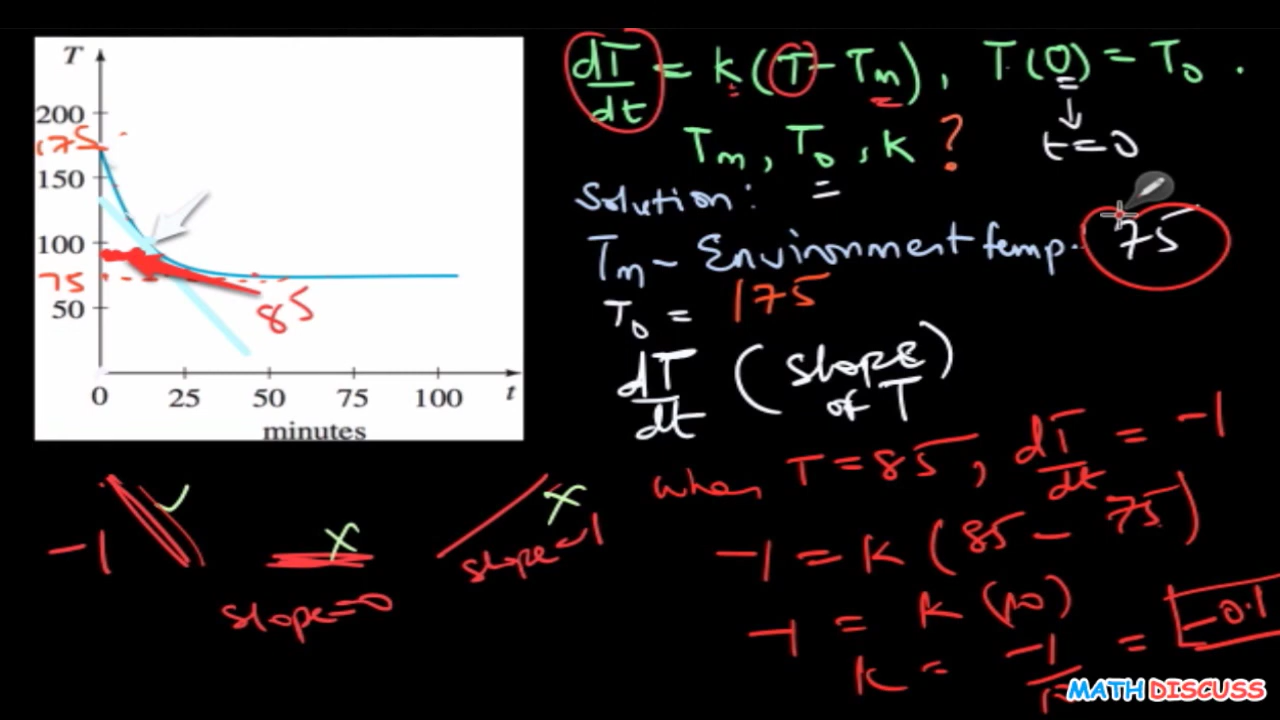 T
200
175
150
100
75
50
85
0 25 50 75 100 t
minutes
dT/dt = k(T - Tm), T(0) = T0.
Tm, T0, k ?
t=0
Solution:
Tm - Environment temp. 75
T0 = 175
dT/dt (slope of T)
when T=85, dT/dt = -1
-1 = k(85 - 75)
-1 = k(10)
k = -1/10 = -0.1
-1
slope=0
slope=1
MATH DISCUSS